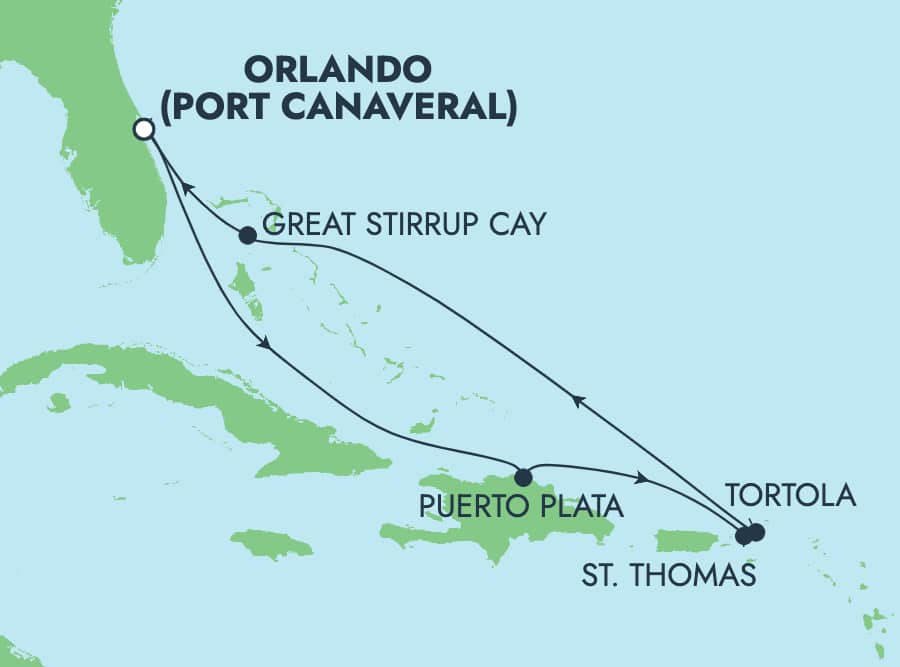 ORLANDO
(PORT CANAVERAL)
GREAT STIRRUP CAY
TORTOLA
PUERTO PLATA
ST. THOMAS